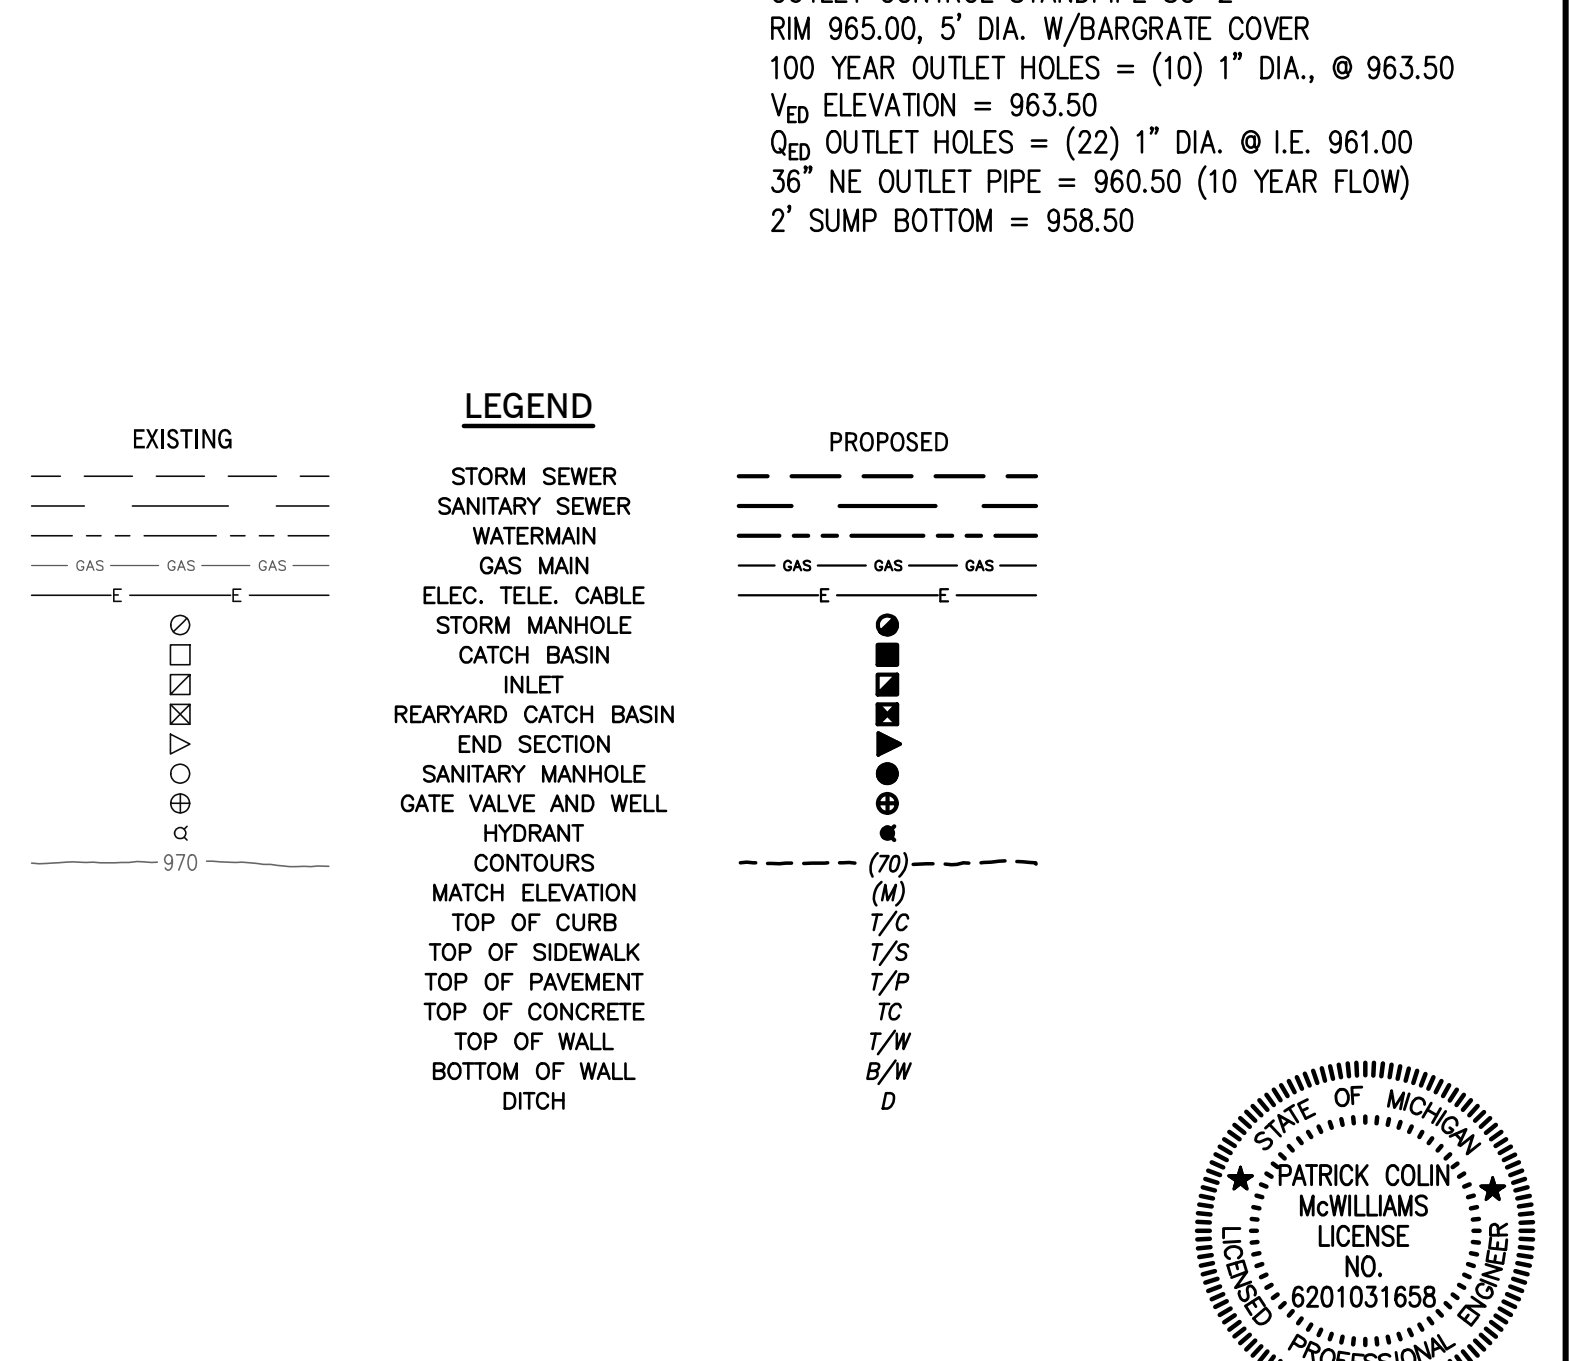 OUTLET CONTROL STANDPIPE
RIM 965.00, 5' DIA. W/BARGRATE COVER
100 YEAR OUTLET HOLES = (10) 1" DIA., @ 963.50
VED ELEVATION = 963.50
QED OUTLET HOLES = (22) 1" DIA. @ I.E. 961.00
36" NE OUTLET PIPE = 960.50 (10 YEAR FLOW)
2' SUMP BOTTOM = 958.50
LEGEND
EXISTING PROPOSED
STORM SEWER
SANITARY SEWER
WATERMAIN
GAS GAS GAS GAS MAIN GAS GAS GAS
E E ELEC. TELE. CABLE E E
STORM MANHOLE
CATCH BASIN
INLET
REARYARD CATCH BASIN
END SECTION
SANITARY MANHOLE
GATE VALVE AND WELL
HYDRANT
970 CONTOURS (70)
MATCH ELEVATION (M)
TOP OF CURB T/C
TOP OF SIDEWALK T/S
TOP OF PAVEMENT T/P
TOP OF CONCRETE TC
TOP OF WALL T/W
BOTTOM OF WALL B/W
DITCH D
STATE OF MICHIGAN
PATRICK COLIN
McWILLIAMS
LICENSE
NO.
6201031658
LICENSED PROFESSIONAL ENGINEER